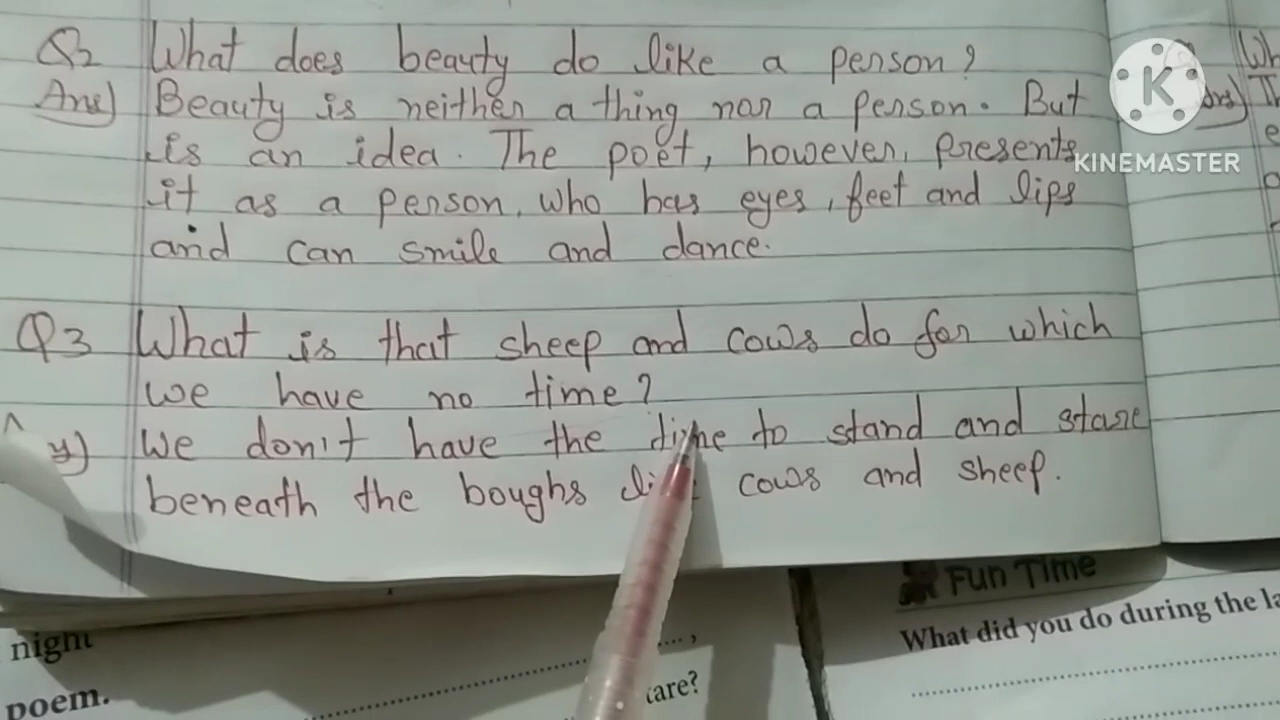 Q2 What does beauty do like a person?
Ans) Beauty is neither a thing nor a person. But
is an idea. The poet, however, presents
it as a person, who has eyes, feet and lips
and can smile and dance.
Q3 What is that sheep and cows do for which
we have no time?
we don't have the time to stand and stare
beneath the boughs cows and sheep.
KINEMASTER
Fun Time
What did you do during the
night
poem.